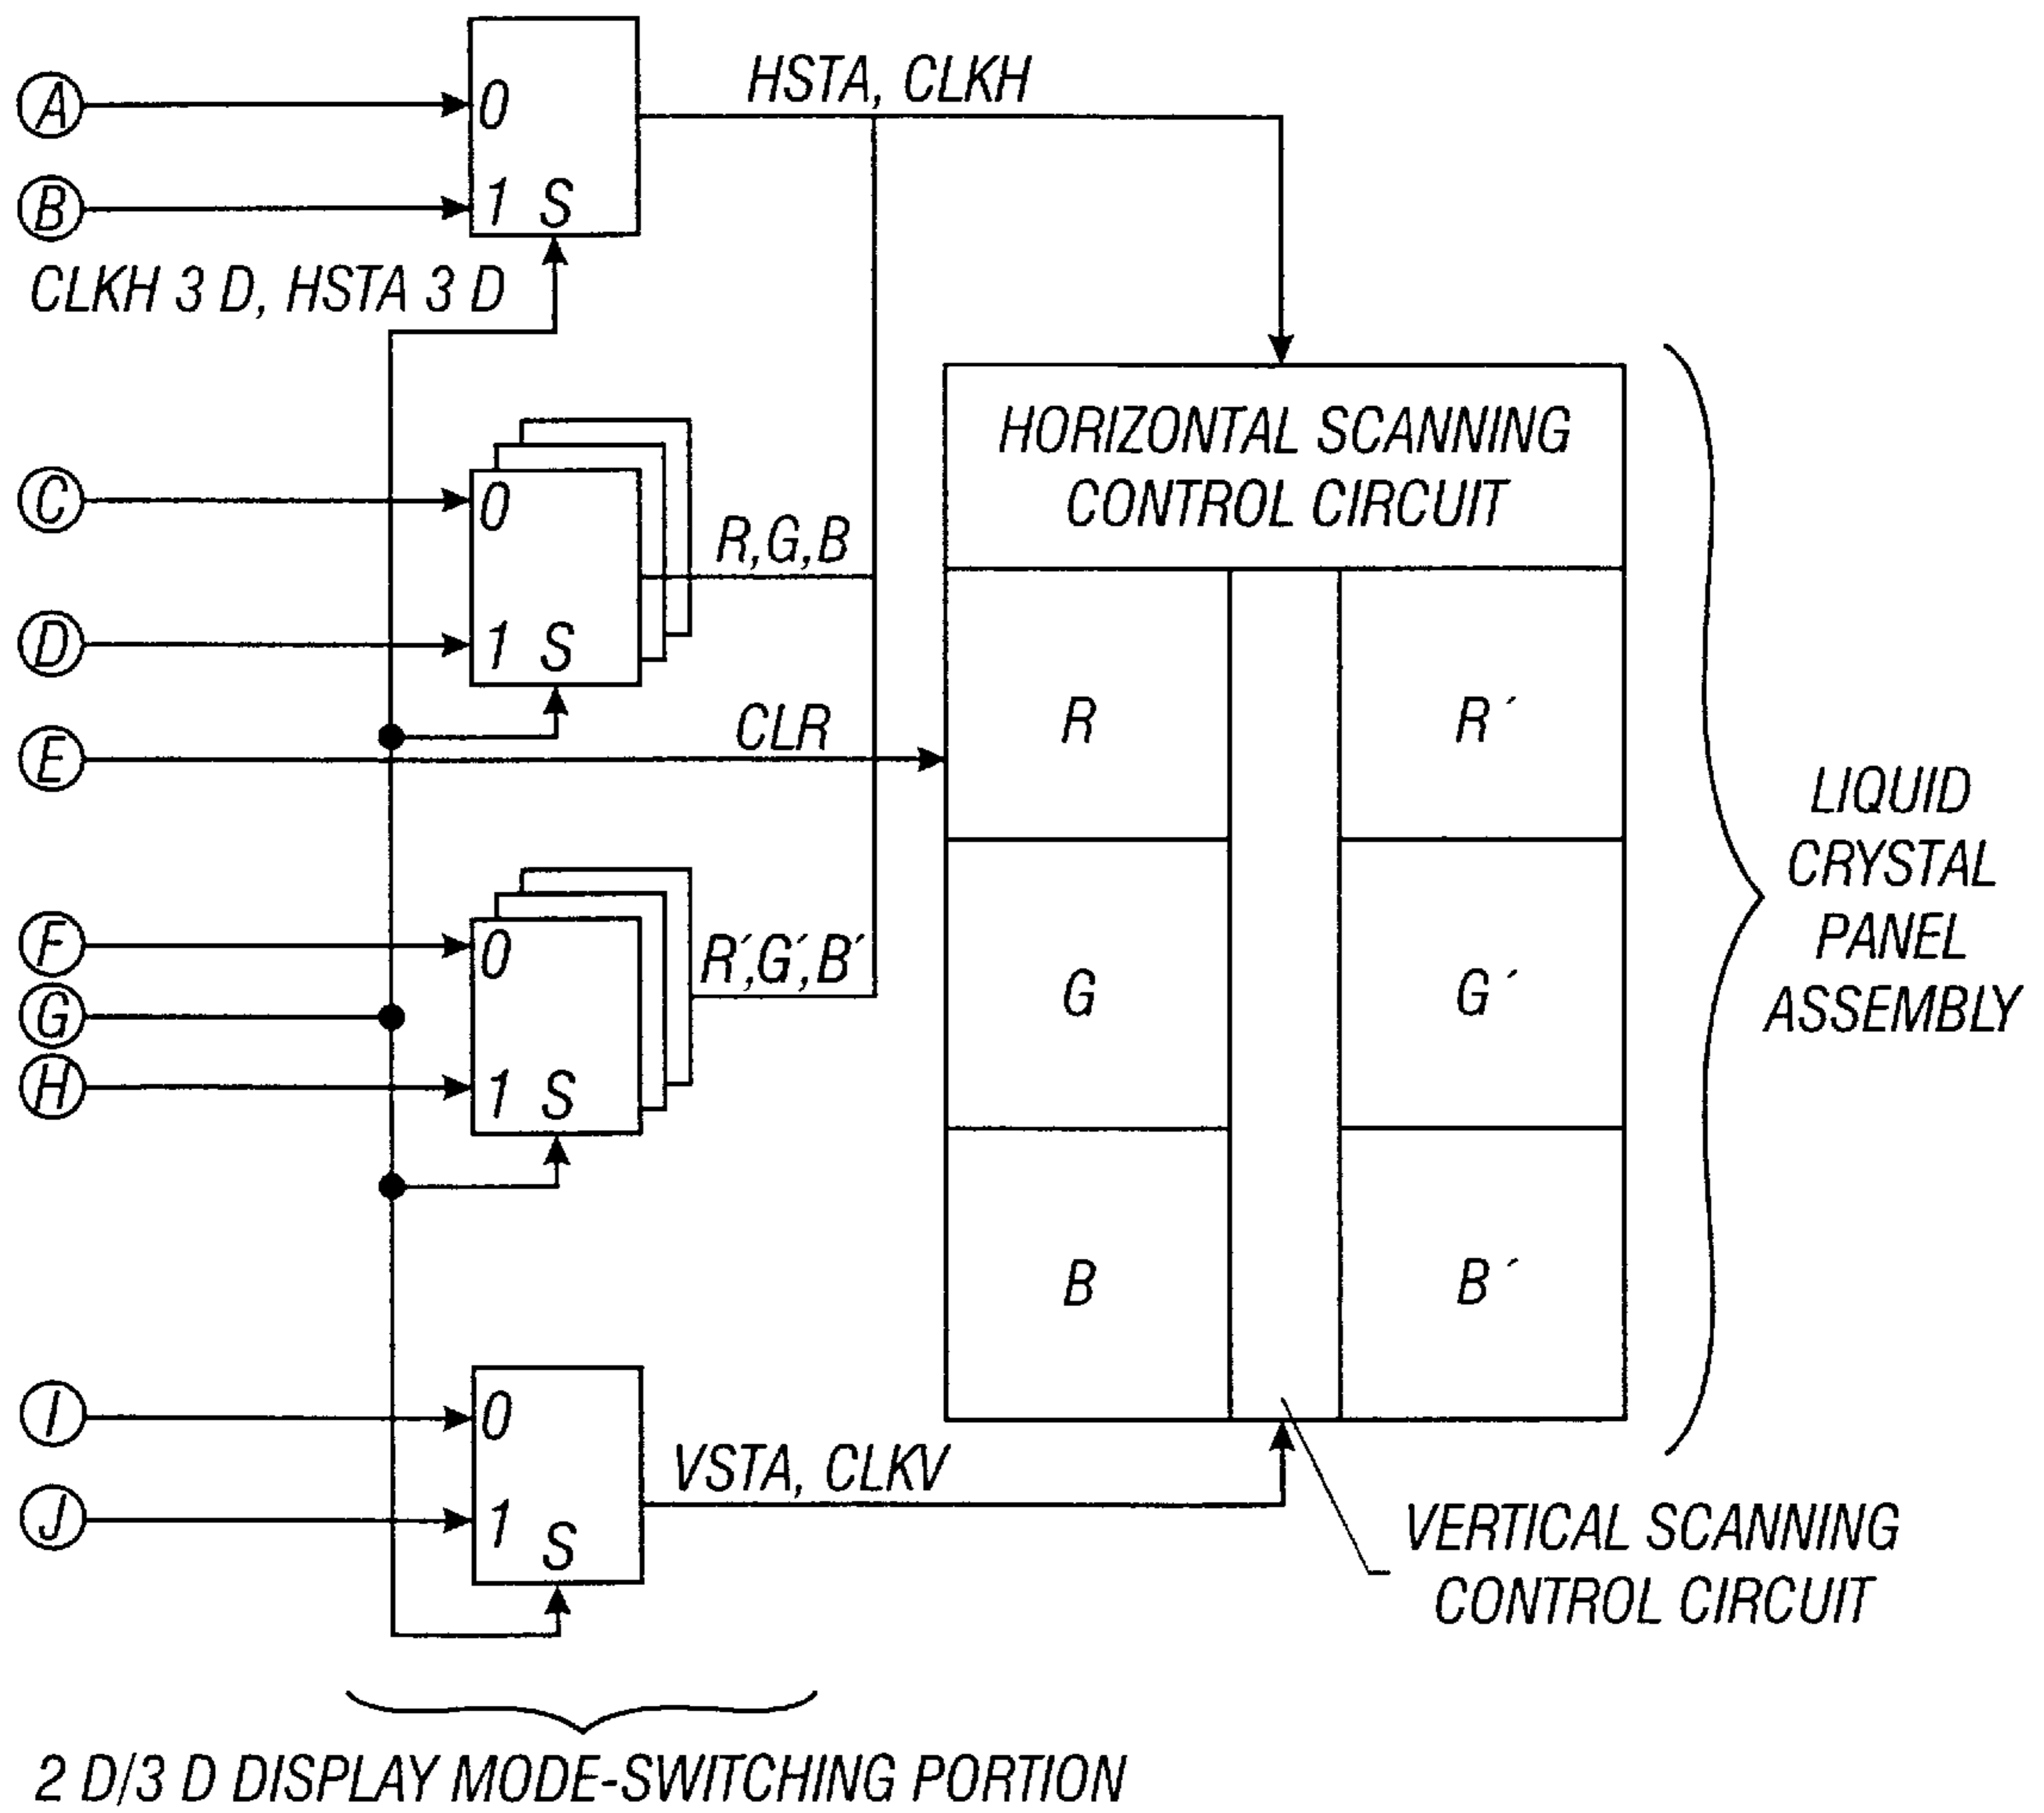 HSTA, CLKH
A
0
B
1 S
CLKH 3 D, HSTA 3 D
HORIZONTAL SCANNING
CONTROL CIRCUIT
C
0
R,G,B
D
1 S
E
CLR
R
R´
LIQUID
CRYSTAL
PANEL
ASSEMBLY
F
0
R´,G´,B´
G
G
G´
H
1 S
B
B´
I
0
VSTA, CLKV
J
1 S
VERTICAL SCANNING
CONTROL CIRCUIT
2 D/3 D DISPLAY MODE-SWITCHING PORTION